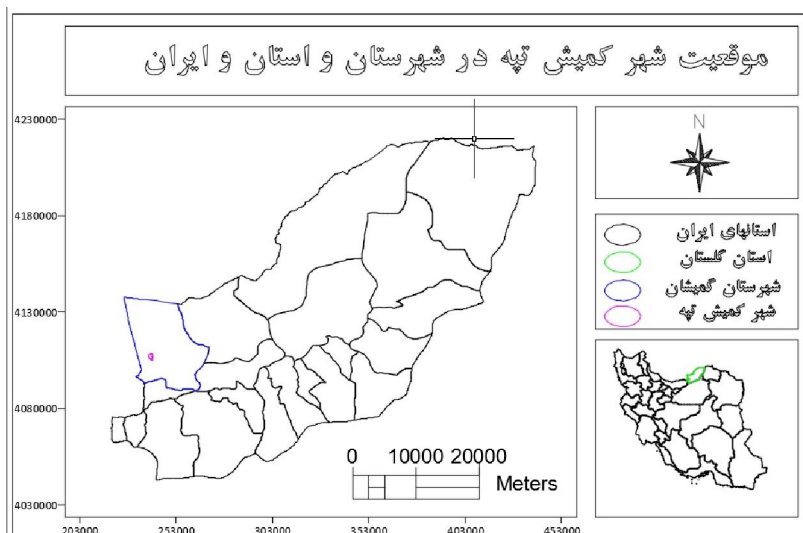 موقعیت شهر کمیش تپه در شهرستان و استان و ایران
4230000
4180000
4130000
4080000
4030000
203000 253000 303000 353000 403000 453000
0 10000 20000
Meters
N
استانهای ایران
استان گلستان
شهرستان گمیشان
شهر کمیش تپه